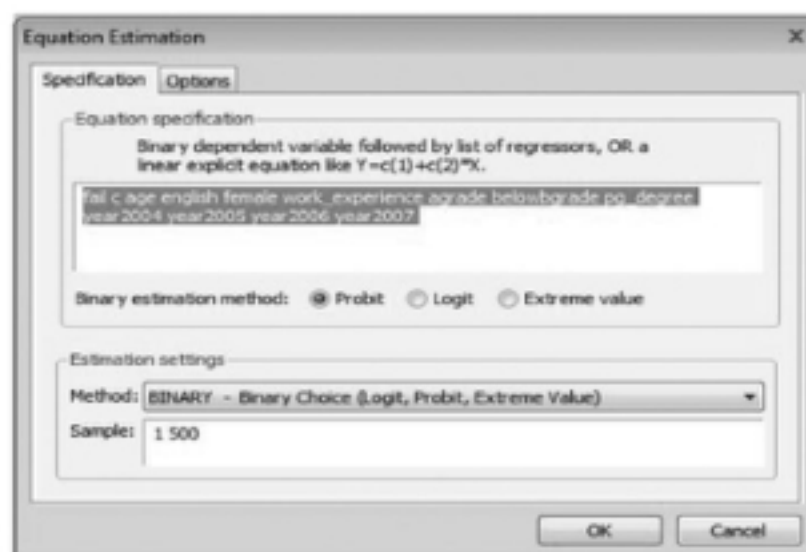 Equation Estimation
Specification Options
Equation specification
Binary dependent variable followed by list of regressors, OR a
linear explicit equation like Y=c(1)+c(2)*X.
fail c age english female work_experience agrade belowbgrade pg_degree
year2004 year2005 year2006 year2007
Binary estimation method: Probit Logit Extreme value
Estimation settings
Method: BINARY - Binary Choice (Logit, Probit, Extreme Value)
Sample: 1 500
OK Cancel